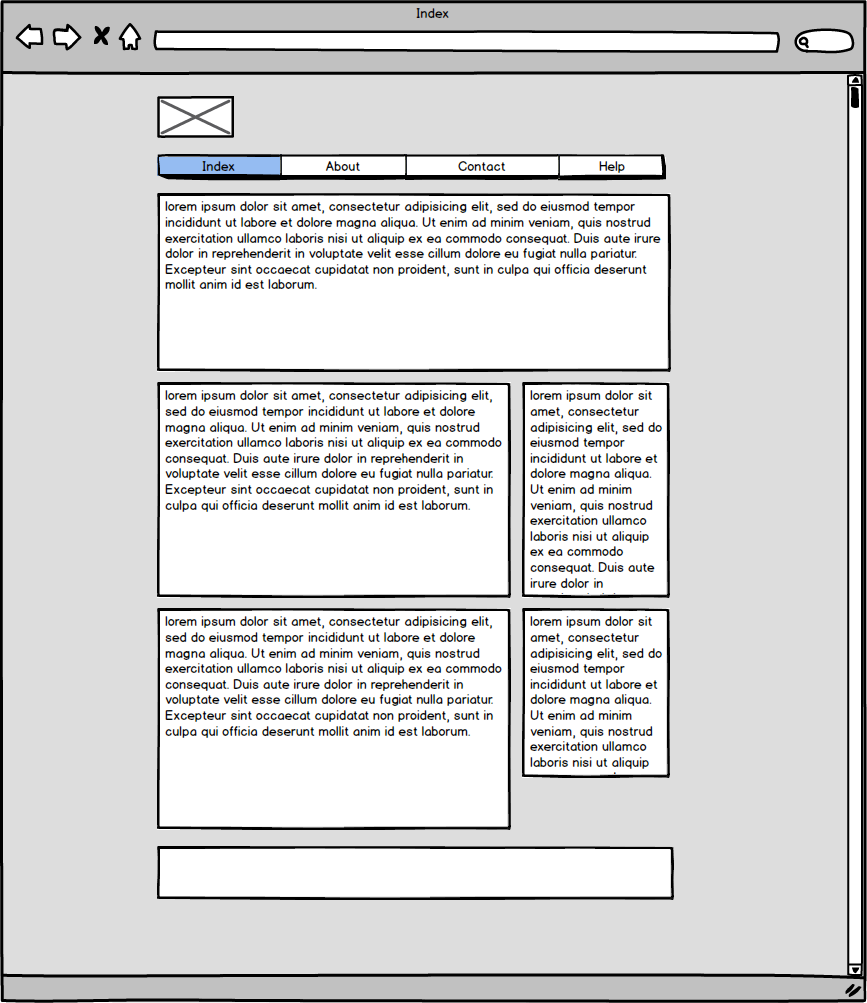 Index
Index About Contact Help
lorem ipsum dolor sit amet, consectetur adipisicing elit, sed do eiusmod tempor
incididunt ut labore et dolore magna aliqua. Ut enim ad minim veniam, quis nostrud
exercitation ullamco laboris nisi ut aliquip ex ea commodo consequat. Duis aute irure
dolor in reprehenderit in voluptate velit esse cillum dolore eu fugiat nulla pariatur.
Excepteur sint occaecat cupidatat non proident, sunt in culpa qui officia deserunt
mollit anim id est laborum.
lorem ipsum dolor sit amet, consectetur adipisicing elit,
sed do eiusmod tempor incididunt ut labore et dolore
magna aliqua. Ut enim ad minim veniam, quis nostrud
exercitation ullamco laboris nisi ut aliquip ex ea commodo
consequat. Duis aute irure dolor in reprehenderit in
voluptate velit esse cillum dolore eu fugiat nulla pariatur.
Excepteur sint occaecat cupidatat non proident, sunt in
culpa qui officia deserunt mollit anim id est laborum.
lorem ipsum dolor sit
amet, consectetur
adipisicing elit, sed do
eiusmod tempor
incididunt ut labore et
dolore magna aliqua.
Ut enim ad minim
veniam, quis nostrud
exercitation ullamco
laboris nisi ut aliquip
ex ea commodo
consequat. Duis aute
irure dolor in
lorem ipsum dolor sit amet, consectetur adipisicing elit,
sed do eiusmod tempor incididunt ut labore et dolore
magna aliqua. Ut enim ad minim veniam, quis nostrud
exercitation ullamco laboris nisi ut aliquip ex ea commodo
consequat. Duis aute irure dolor in reprehenderit in
voluptate velit esse cillum dolore eu fugiat nulla pariatur.
Excepteur sint occaecat cupidatat non proident, sunt in
culpa qui officia deserunt mollit anim id est laborum.
lorem ipsum dolor sit
amet, consectetur
adipisicing elit, sed do
eiusmod tempor
incididunt ut labore et
dolore magna aliqua.
Ut enim ad minim
veniam, quis nostrud
exercitation ullamco
laboris nisi ut aliquip